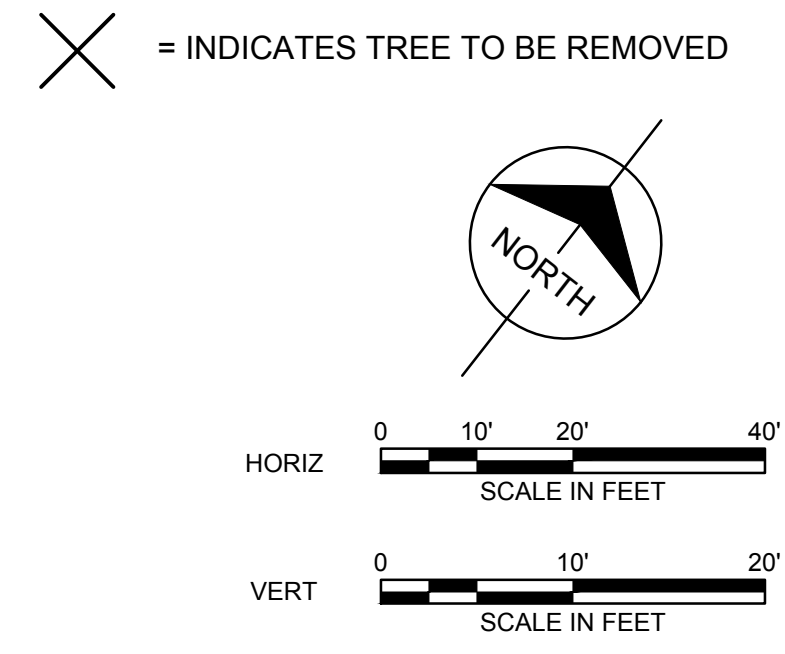 = INDICATES TREE TO BE REMOVED
NORTH
0 10' 20' 40'
HORIZ
SCALE IN FEET
0 10' 20'
VERT
SCALE IN FEET